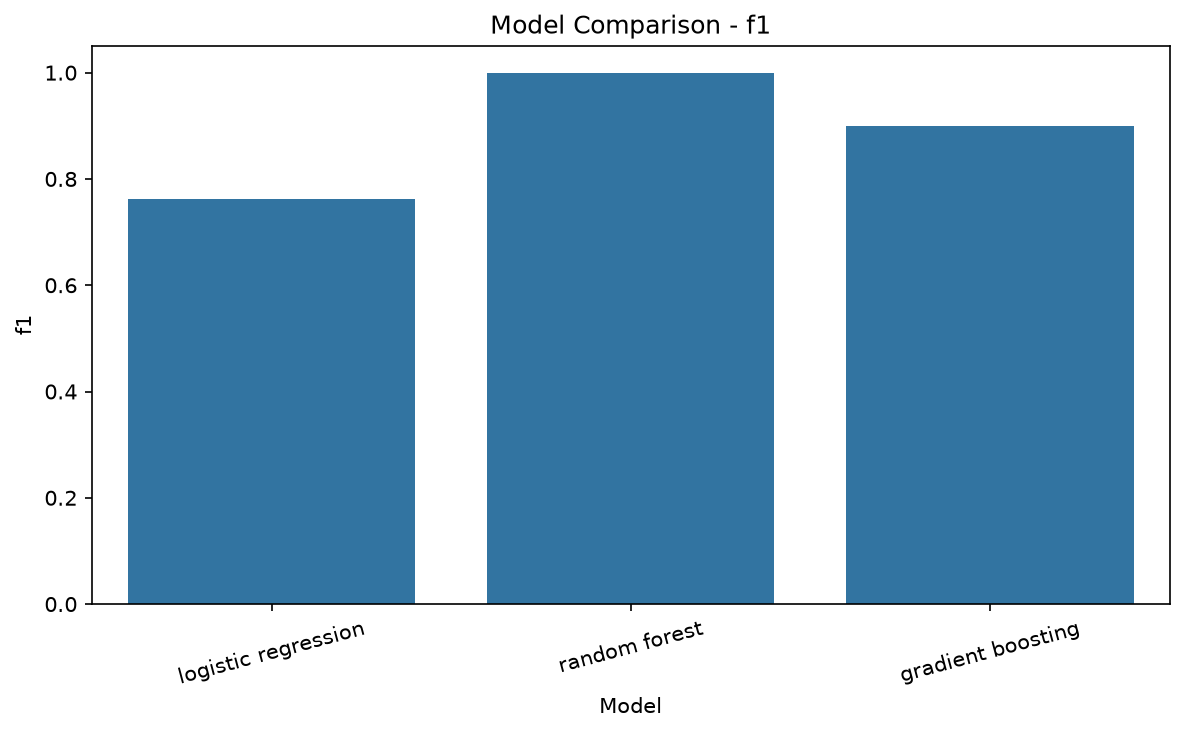 Model Comparison - f1
1.0
0.8
0.6
0.4
0.2
0.0
f1
logistic regression
random forest
gradient boosting
Model